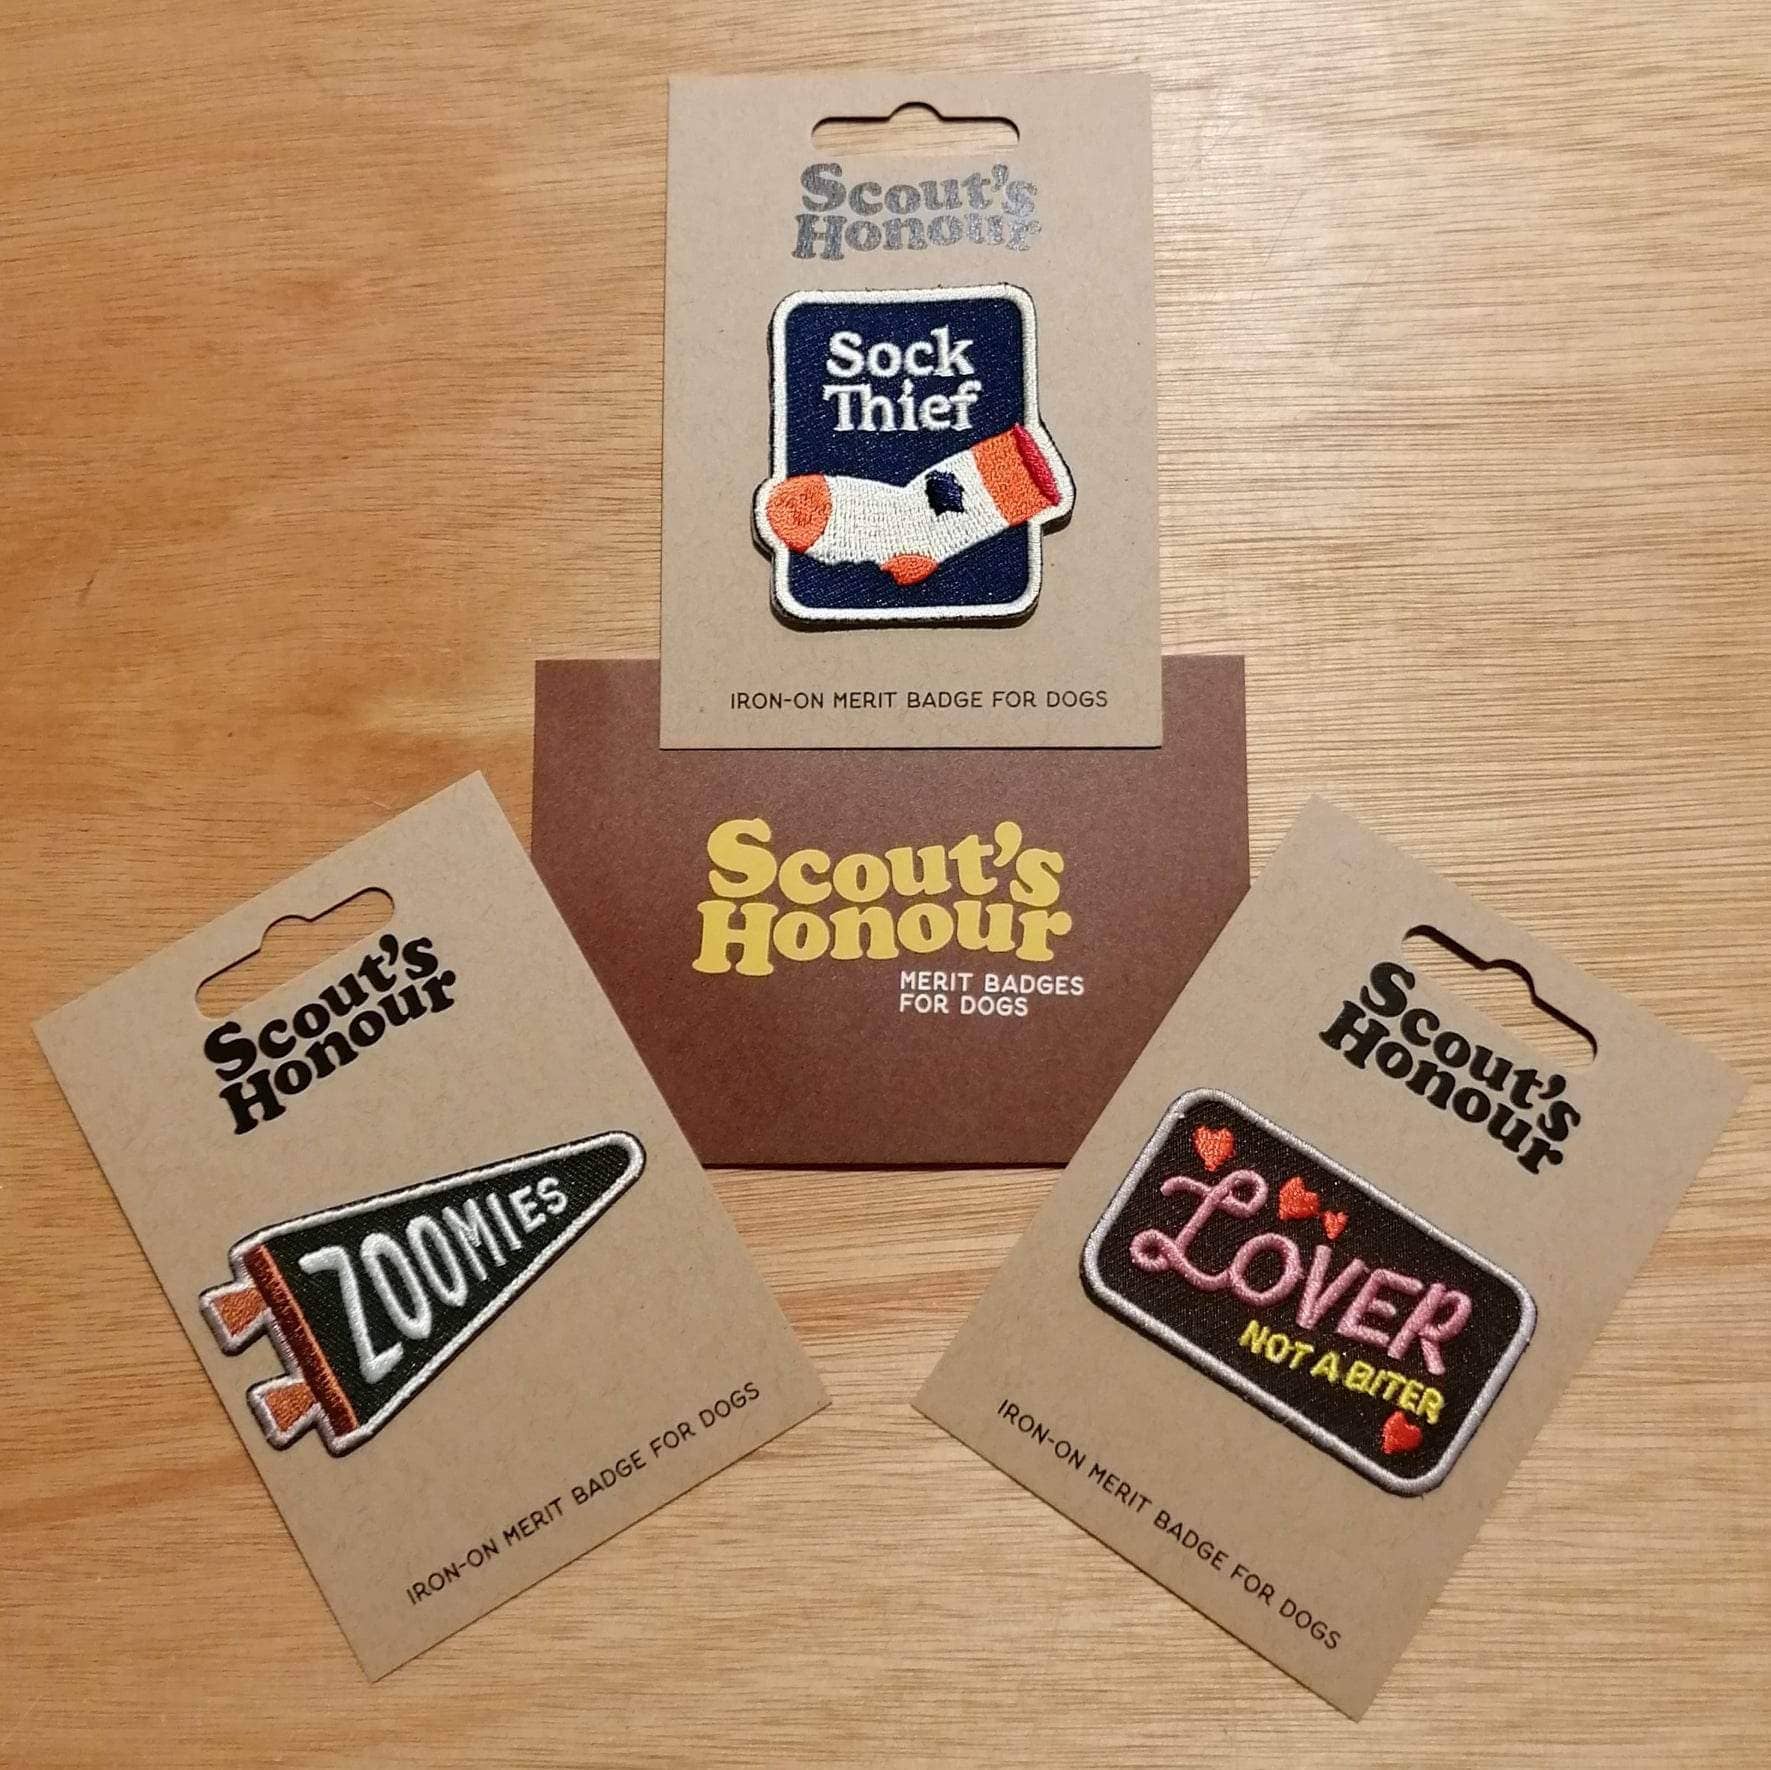 Scout's
Honour
Sock
Thief
IRON-ON MERIT BADGE FOR DOGS
Scout's
Honour
MERIT BADGES
FOR DOGS
Scout's
Honour
ZOOMIES
IRON-ON MERIT BADGE FOR DOGS
Scout's
Honour
LOVER
NOT A BITER
IRON-ON MERIT BADGE FOR DOGS